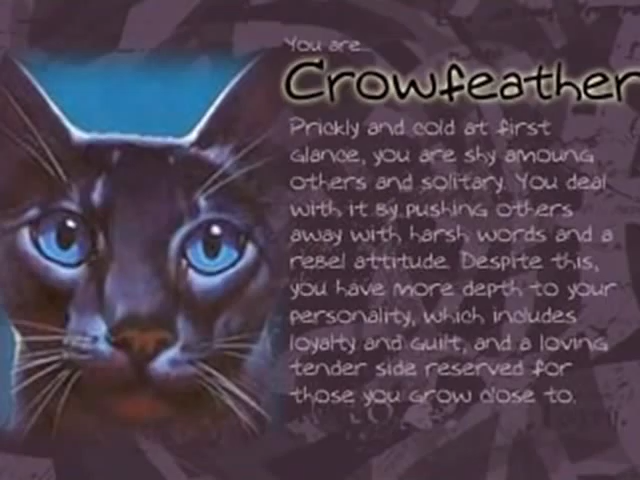 You are...
Crowfeather
Prickly and cold at first
glance, you are shy amoung
others and solitary. You deal
with it by pushing others
away with harsh words and a
rebel attitude. Despite this,
you have more depth to your
personality, which includes
loyalty and guilt, and a loving
tender side reserved for
those you grow close to.